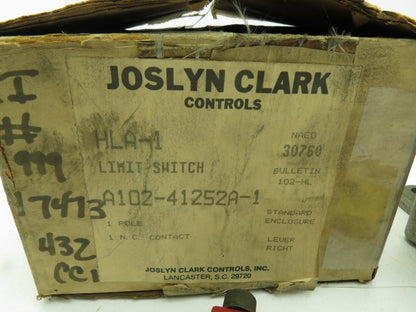 JOSLYN CLARK
CONTROLS
HLA-1
NAED
30760
LIMIT SWITCH
BULLETIN
102-HL
A102-41252A-1
1 POLE
STANDARD
ENCLOSURE
1 N.C. CONTACT
LEVER
RIGHT
JOSLYN CLARK CONTROLS, INC.
LANCASTER, S.C. 29720
I
#
999
17473
432
CC1